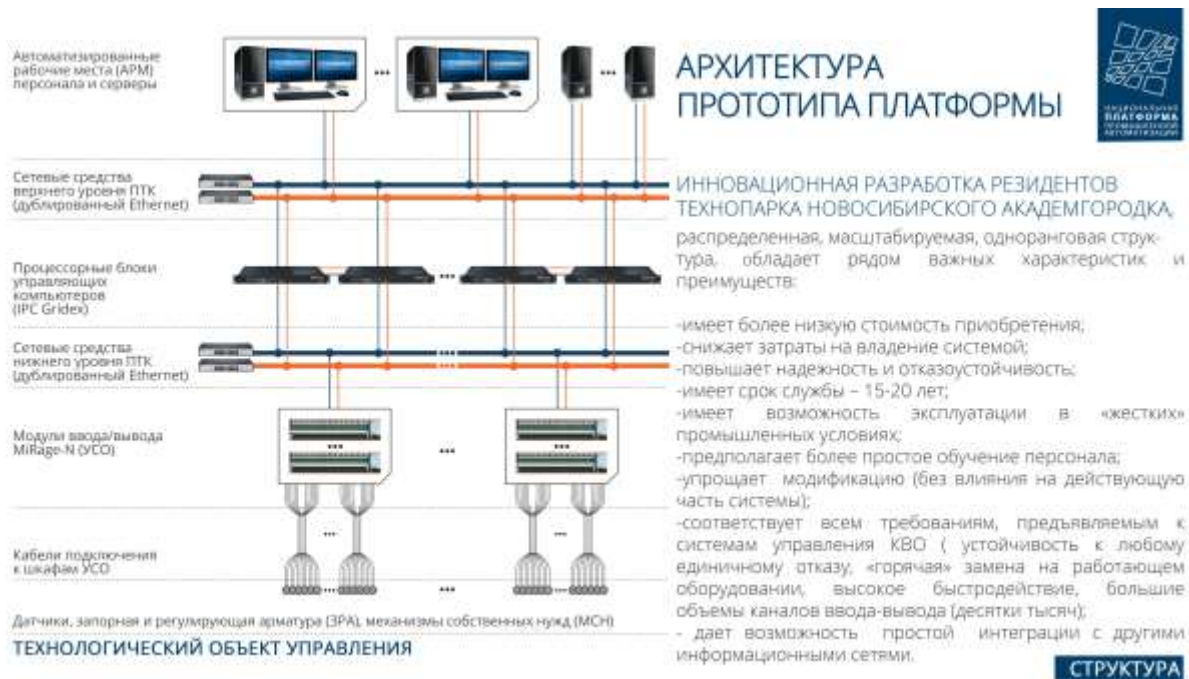 Автоматизированные
рабочие места (АРМ)
персонала и серверы
Сетевые средства
верхнего уровня ПТК
(дублированный Ethernet)
Процессорные блоки
управляющих
компьютеров
(IPC Gridex)
Сетевые средства
нижнего уровня ПТК
(дублированный Ethernet)
Модули ввода/вывода
MiRage-N (УСО)
Кабели подключения
к шкафам УСО
Датчики, запорная и регулирующая арматура (ЗРА), механизмы собственных нужд (МСН)
ТЕХНОЛОГИЧЕСКИЙ ОБЪЕКТ УПРАВЛЕНИЯ
АРХИТЕКТУРА
ПРОТОТИПА ПЛАТФОРМЫ
НАЦИОНАЛЬНАЯ
ПЛАТФОРМА
ПРОМЫШЛЕННОЙ
АВТОМАТИЗАЦИИ
ИННОВАЦИОННАЯ РАЗРАБОТКА РЕЗИДЕНТОВ
ТЕХНОПАРКА НОВОСИБИРСКОГО АКАДЕМГОРОДКА,
распределенная, масштабируемая, одноранговая струк-
тура, обладает рядом важных характеристик и
преимуществ:
-имеет более низкую стоимость приобретения;
-снижает затраты на владение системой;
-повышает надежность и отказоустойчивость;
-имеет срок службы – 15-20 лет;
-имеет возможность эксплуатации в «жестких»
промышленных условиях;
-предполагает более простое обучение персонала;
-упрощает модификацию (без влияния на действующую
часть системы);
-соответствует всем требованиям, предъявляемым к
системам управления КВО ( устойчивость к любому
единичному отказу, «горячая» замена на работающем
оборудовании, высокое быстродействие, большие
объемы каналов ввода-вывода (десятки тысяч);
- дает возможность простой интеграции с другими
информационными сетями.
СТРУКТУРА